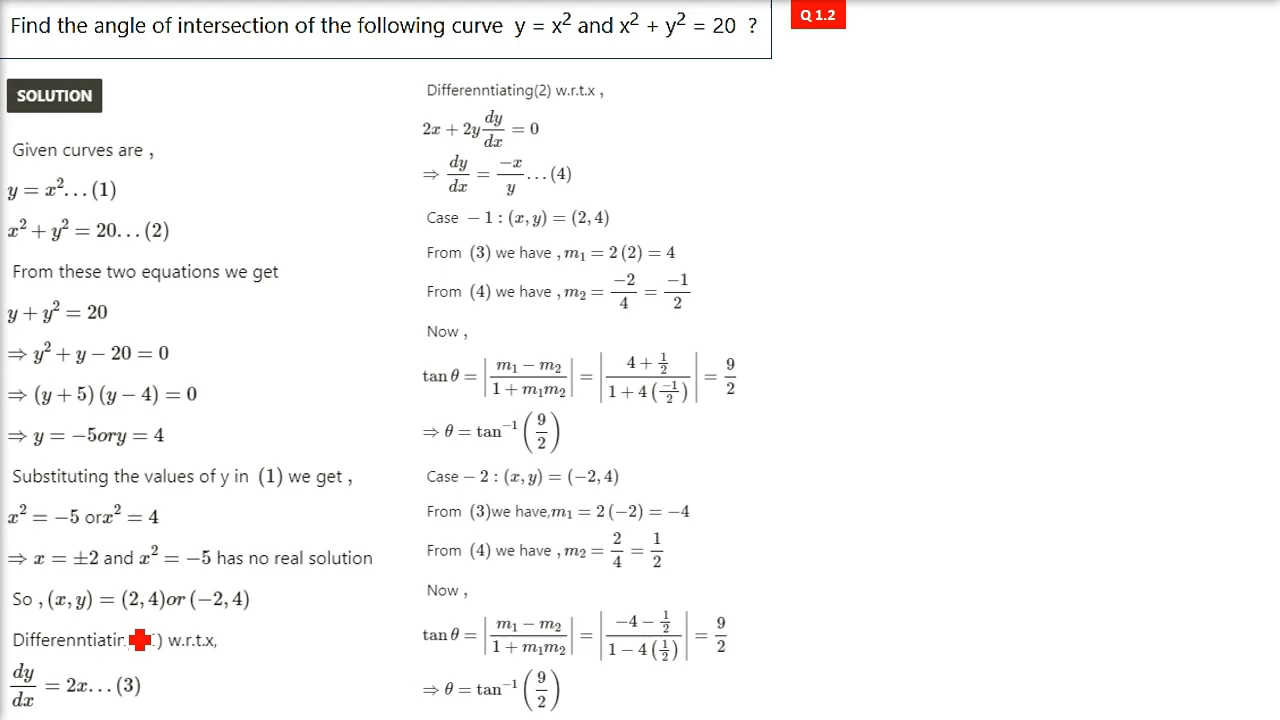 Find the angle of intersection of the following curve y = x² and x² + y² = 20 ?
Q 1.2
SOLUTION
Given curves are ,
y = x²...(1)
x² + y² = 20...(2)
From these two equations we get
y + y² = 20
⇒ y² + y − 20 = 0
⇒ (y + 5) (y − 4) = 0
⇒ y = −5ory = 4
Substituting the values of y in (1) we get ,
x² = −5 orx² = 4
⇒ x = ±2 and x² = −5 has no real solution
So , (x, y) = (2, 4)or (−2, 4)
) w.r.t.x,
dy/dx = 2x...(3)
Differenntiating(2) w.r.t.x ,
2x + 2y dy/dx = 0
⇒ dy/dx = −x/y ...(4)
Case − 1 : (x, y) = (2, 4)
From (3) we have , m₁ = 2 (2) = 4
From (4) we have , m₂ = −2/4 = −1/2
Now ,
tan θ = |(m₁ − m₂)/(1 + m₁m₂)| = |(4 + 1/2)/(1 + 4 (−1/2))| = 9/2
⇒ θ = tan⁻¹ (9/2)
Case − 2 : (x, y) = (−2, 4)
From (3)we have,m₁ = 2 (−2) = −4
From (4) we have , m₂ = 2/4 = 1/2
Now ,
tan θ = |(m₁ − m₂)/(1 + m₁m₂)| = |(−4 − 1/2)/(1 − 4 (1/2))| = 9/2
⇒ θ = tan⁻¹ (9/2)